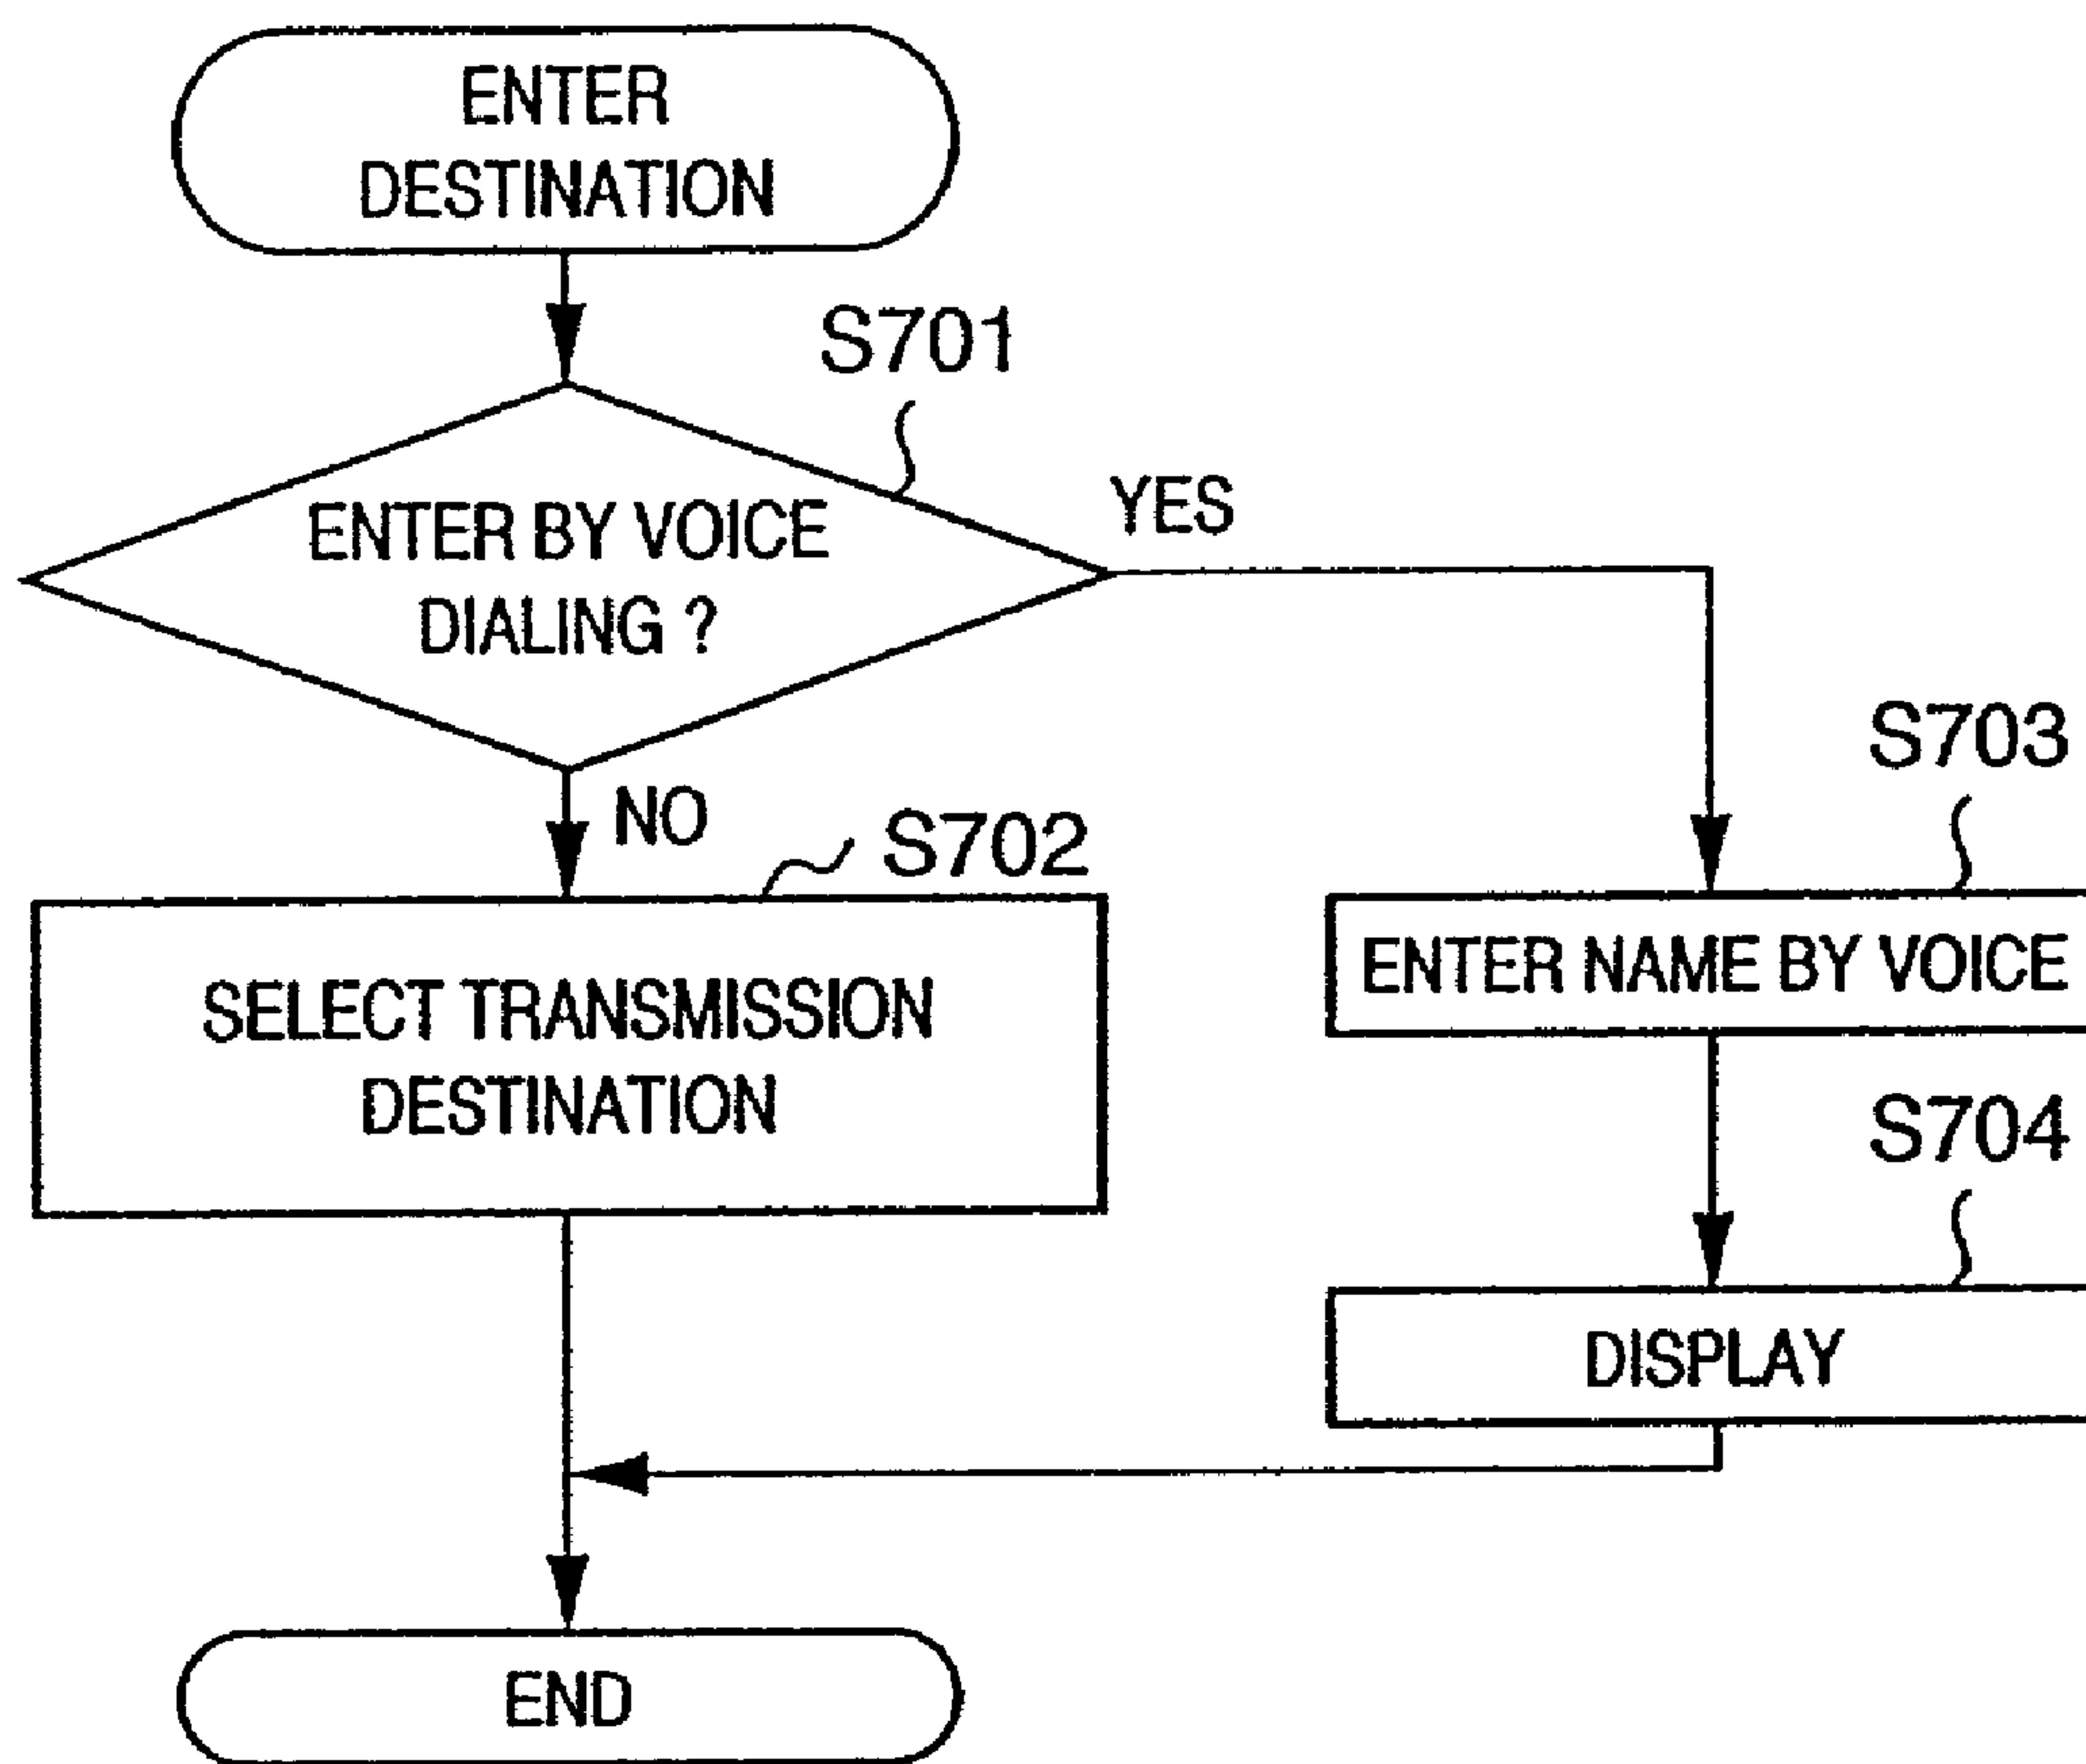 ENTER
DESTINATION
S701
ENTER BY VOICE
DIALING ?
YES
NO
S702
SELECT TRANSMISSION
DESTINATION
S703
ENTER NAME BY VOICE
S704
DISPLAY
END